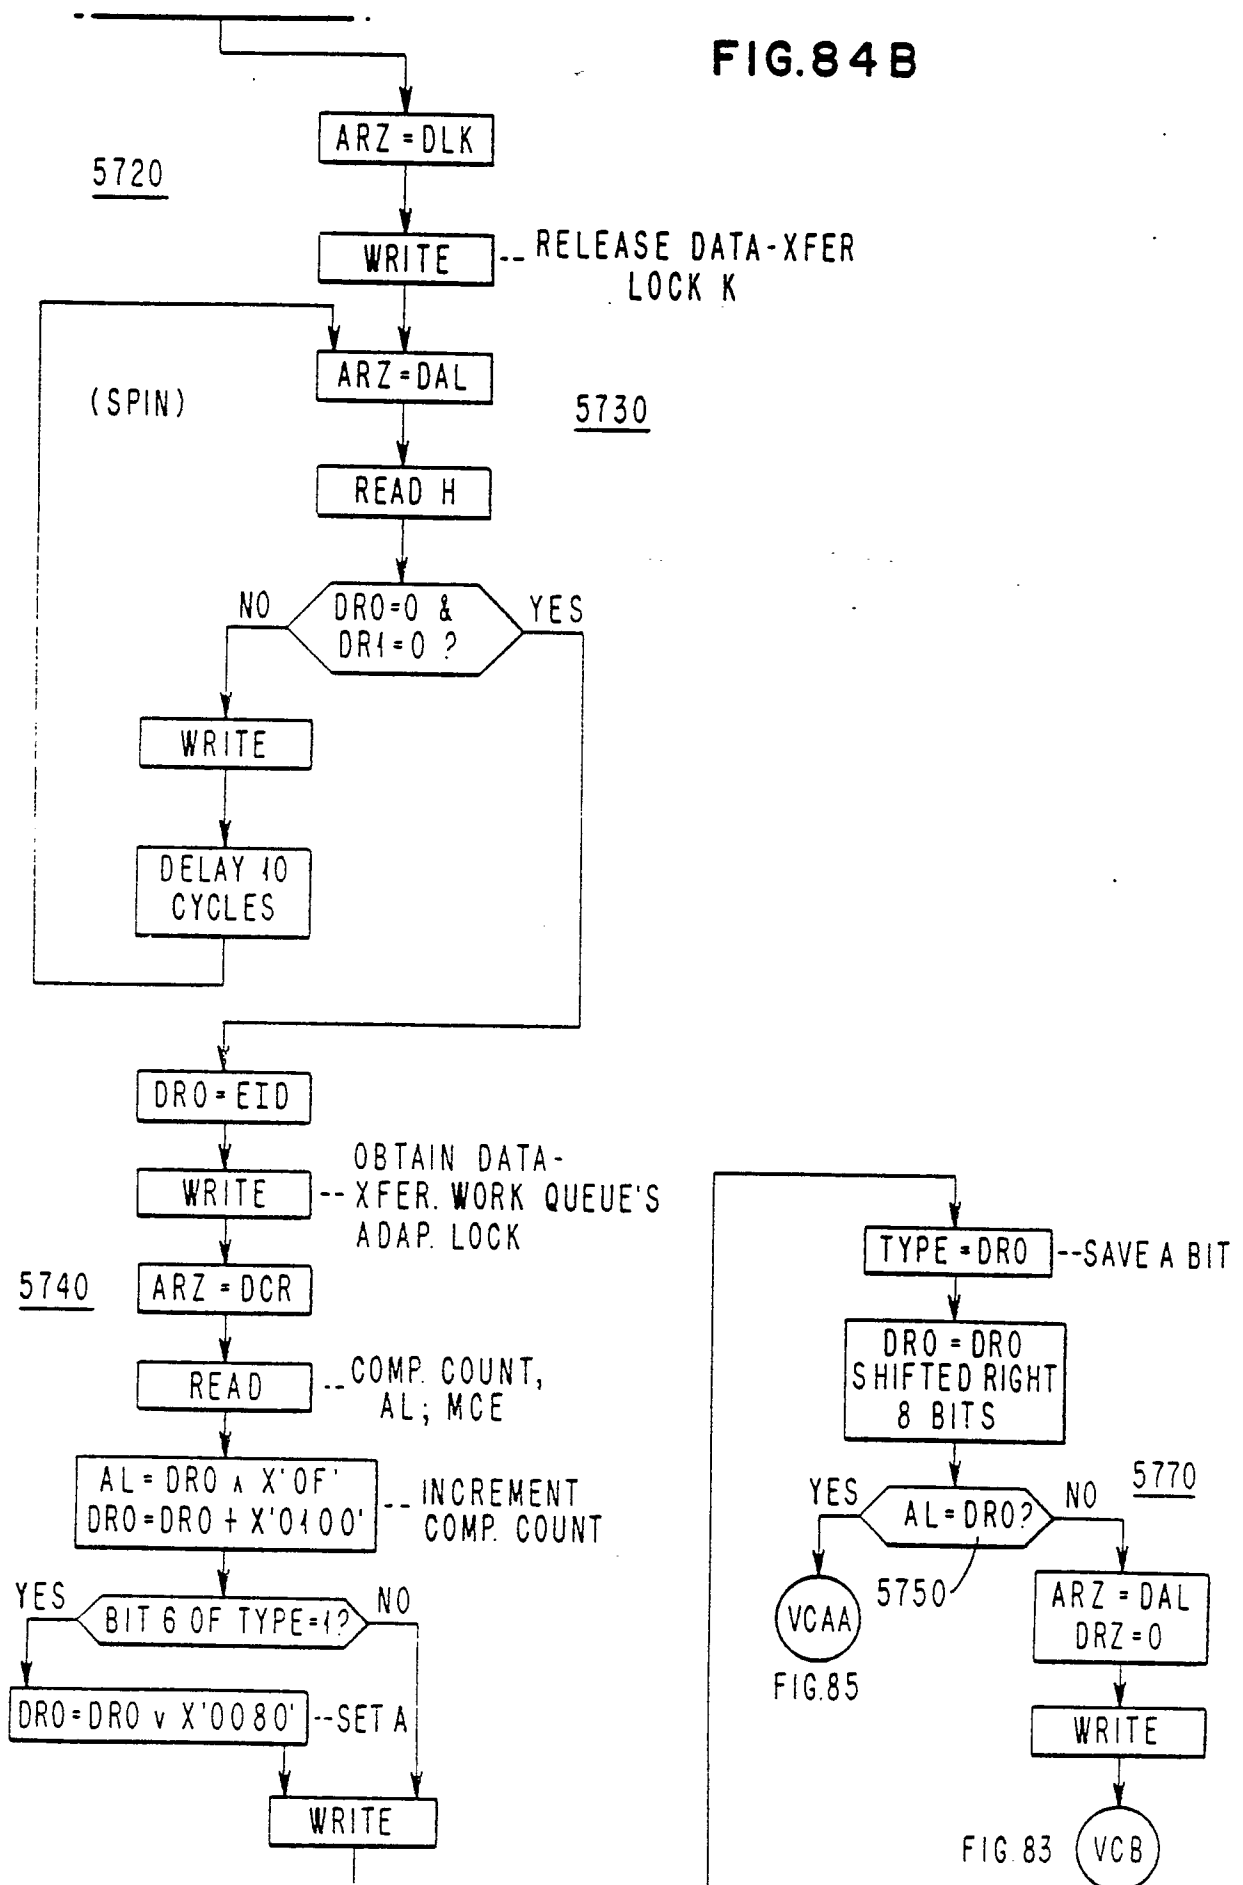 FIG.84B
ARZ = DLK
5720
WRITE
-- RELEASE DATA-XFER
LOCK K
ARZ = DAL
(SPIN)
5730
READ H
NO
DR0=0 &
DR1=0 ?
YES
WRITE
DELAY 10
CYCLES
DR0 = EID
WRITE
-- OBTAIN DATA-
XFER. WORK QUEUE'S
ADAP. LOCK
5740
ARZ = DCR
READ
-- COMP. COUNT,
AL; MCE
AL = DR0 ∧ X'0F'
DR0 = DR0 + X'0100'
-- INCREMENT
COMP. COUNT
YES
BIT 6 OF TYPE=1?
NO
DR0 = DR0 v X'0080'
--SET A
WRITE
TYPE = DR0
--SAVE A BIT
DR0 = DR0
SHIFTED RIGHT
8 BITS
YES
AL = DR0?
NO
5770
5750
VCAA
FIG.85
ARZ = DAL
DRZ = 0
WRITE
FIG.83
VCB